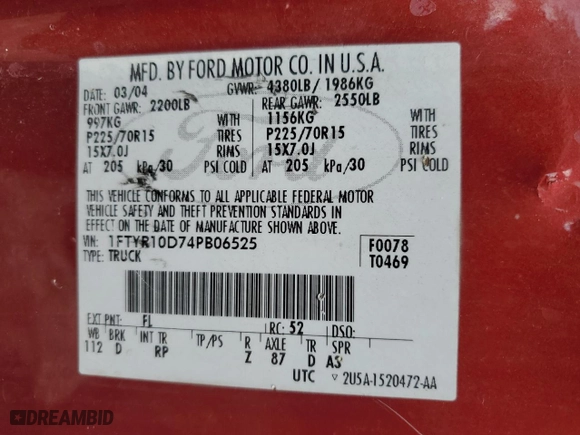 MFD. BY FORD MOTOR CO. IN U.S.A.
DATE: 03/04 GVWR: 4380LB/ 1986KG
FRONT GAWR: 2200LB REAR GAWR: 2550LB
997KG WITH 1156KG WITH
P225/70R15 TIRES P225/70R15 TIRES
15X7.0J RIMS 15X7.0J RIMS
AT 205 kPa/30 PSI COLD AT 205 kPa/30 PSI COLD
THIS VEHICLE CONFORMS TO ALL APPLICABLE FEDERAL MOTOR
VEHICLE SAFETY AND THEFT PREVENTION STANDARDS IN
EFFECT ON THE DATE OF MANUFACTURE SHOWN ABOVE.
VIN: 1FTYR10D74PB06525 F0078
TYPE: TRUCK T0469
EXT PNT: FL RC: 52 DSO:
WB BRK INT TR TP/PS R AXLE TR SPR
112 D RP Z 87 D AS
UTC ▽ 2U5A-1520472-AA
Ford
DREAMBID